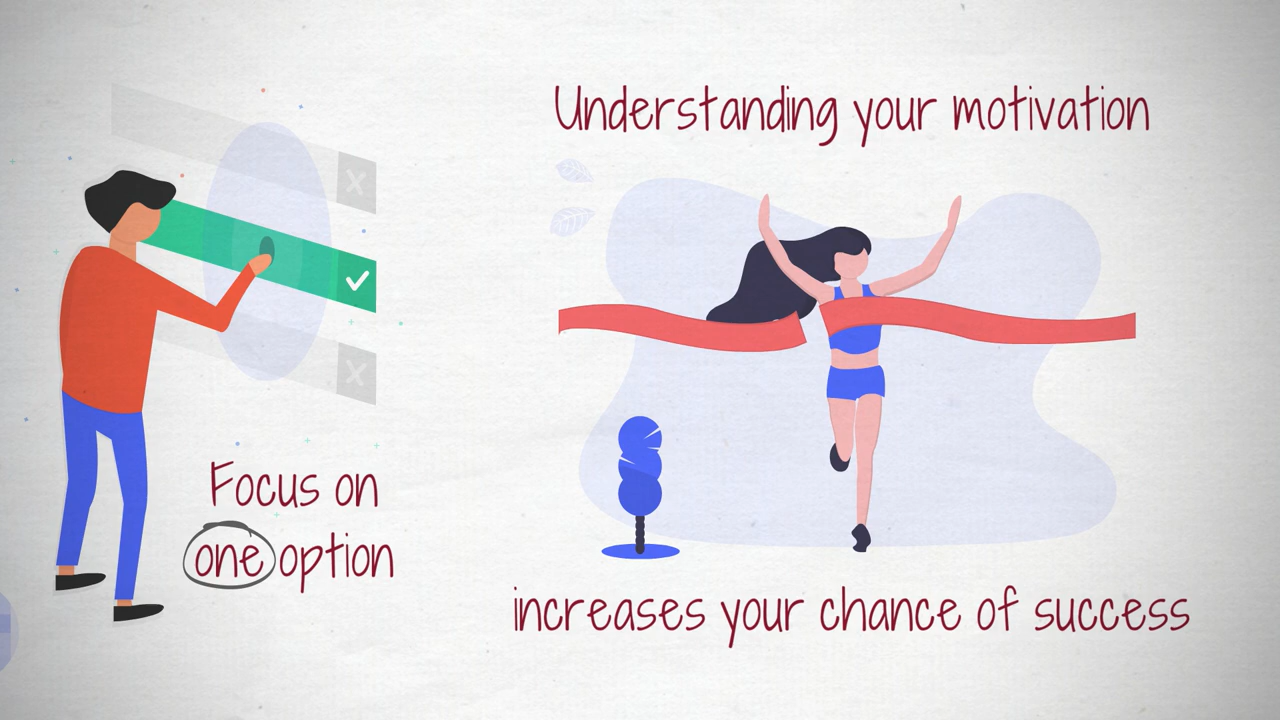 Focus on
one option
Understanding your motivation
increases your chance of success